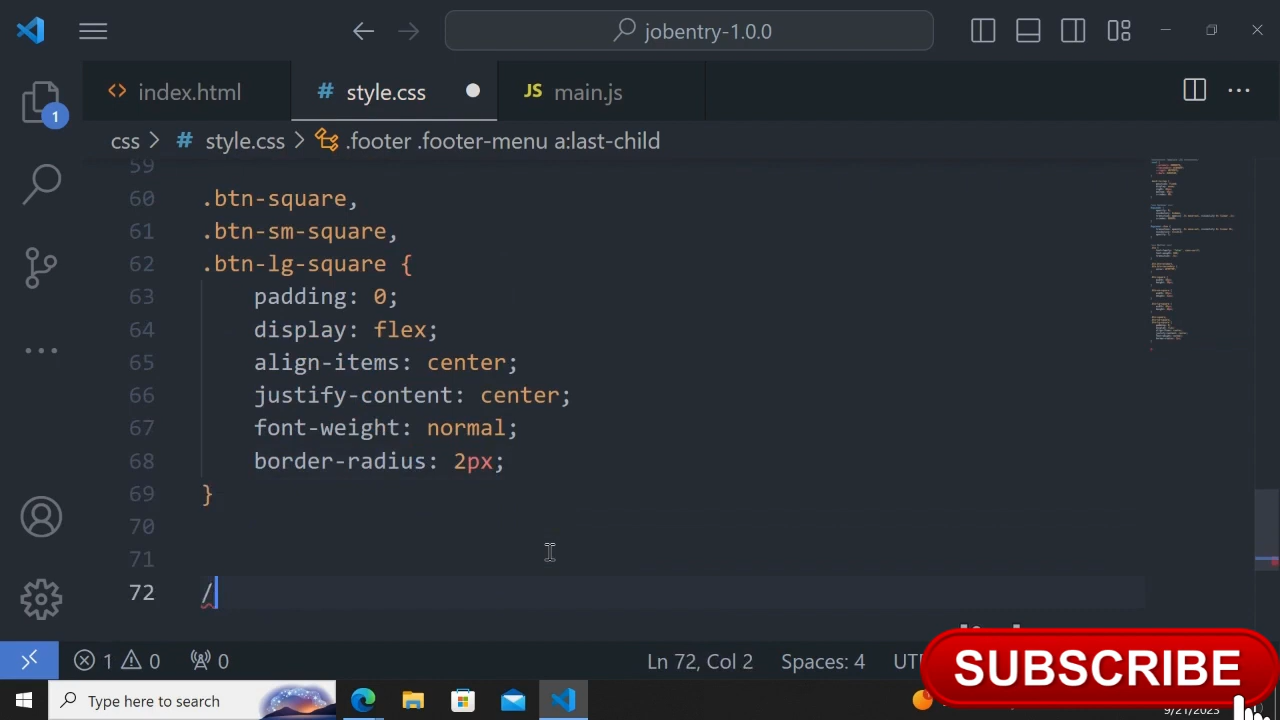 jobentry-1.0.0
index.html
style.css
JS main.js
css > style.css > .footer .footer-menu a:last-child
59
60 .btn-square,
61 .btn-sm-square,
62 .btn-lg-square {
63 padding: 0;
64 display: flex;
65 align-items: center;
66 justify-content: center;
67 font-weight: normal;
68 border-radius: 2px;
69 }
70
71
72 /
1
1 0 0
Ln 72, Col 2 Spaces: 4
SUBSCRIBE
Type here to search
9/21/2023